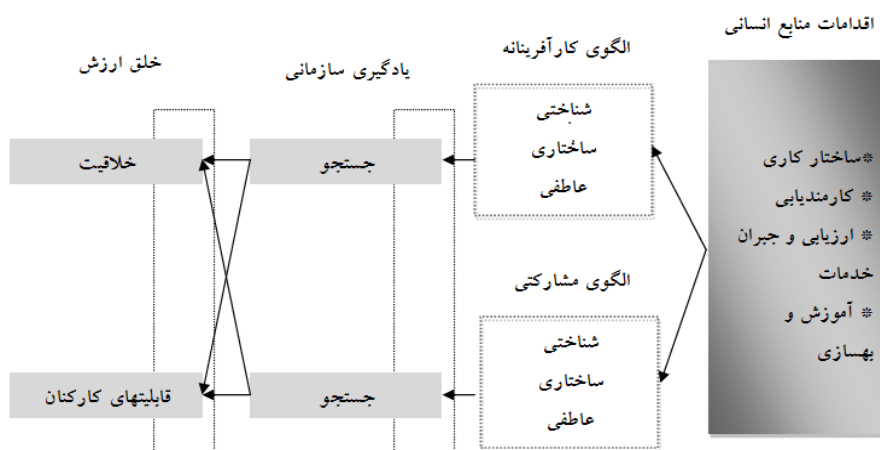 اقدامات منابع انسانی
*ساختار کاری
* کارمندیابی
* ارزیابی و جبران
خدمات
* آموزش و
بهسازی
الگوی کارآفرینانه
شناختی
ساختاری
عاطفی
الگوی مشارکتی
شناختی
ساختاری
عاطفی
یادگیری سازمانی
جستجو
جستجو
خلق ارزش
خلاقیت
قابلیتهای کارکنان